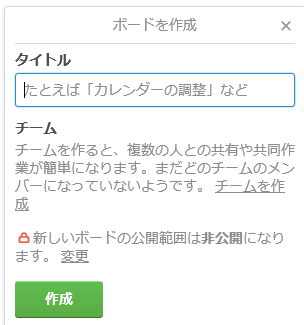 ボードを作成
タイトル
たとえば「カレンダーの調整」など
チーム
チームを作ると、複数の人との共有や共同作
業が簡単になります。まだどのチームのメン
バーになっていないようです。 チームを作
成
新しいボードの公開範囲は非公開になり
ます。 変更
作成